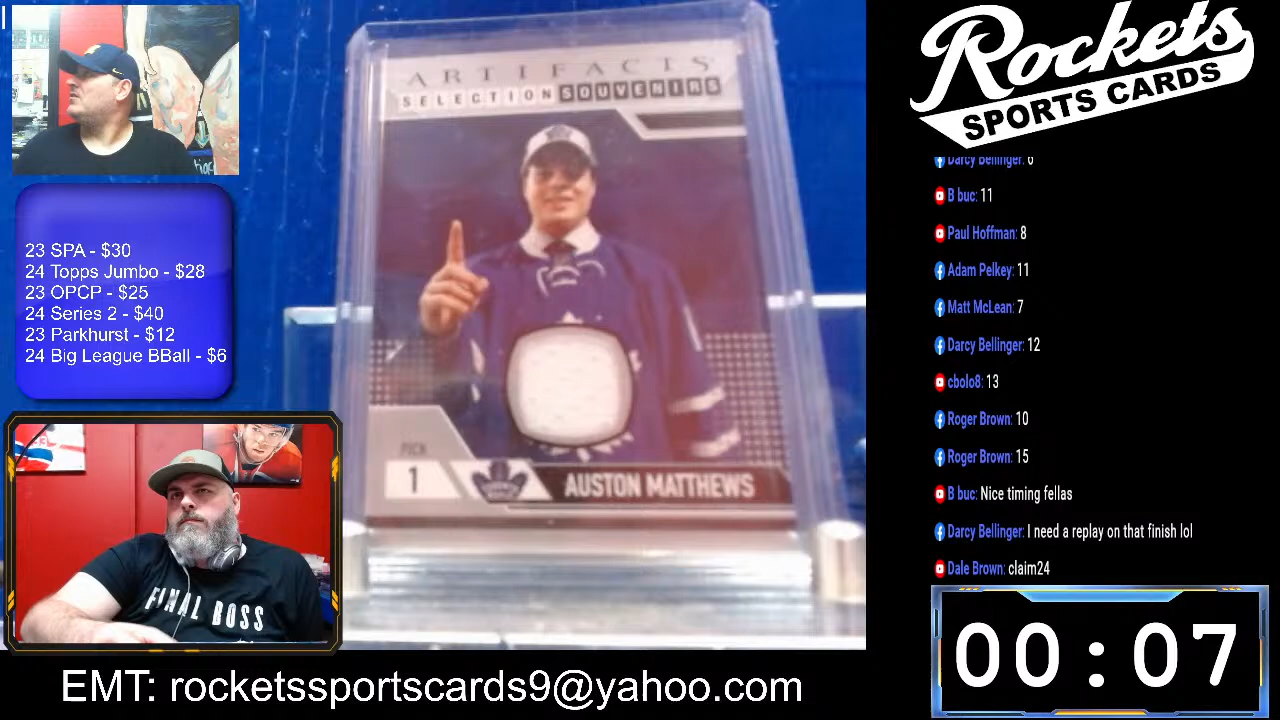 Rockets
SPORTS CARDS
23 SPA - $30
24 Topps Jumbo - $28
23 OPCP - $25
24 Series 2 - $40
23 Parkhurst - $12
24 Big League BBall - $6
ARTIFACTS
SELECTION SOUVENIRS
PICK
1
AUSTON MATTHEWS
FINAL BOSS
Darcy Bellinger: 6
B buc: 11
Paul Hoffman: 8
Adam Pelkey: 11
Matt McLean: 7
Darcy Bellinger: 12
cbolo8: 13
Roger Brown: 10
Roger Brown: 15
B buc: Nice timing fellas
Darcy Bellinger: I need a replay on that finish lol
Dale Brown: claim24
00:07
EMT: rocketssportscards9@yahoo.com